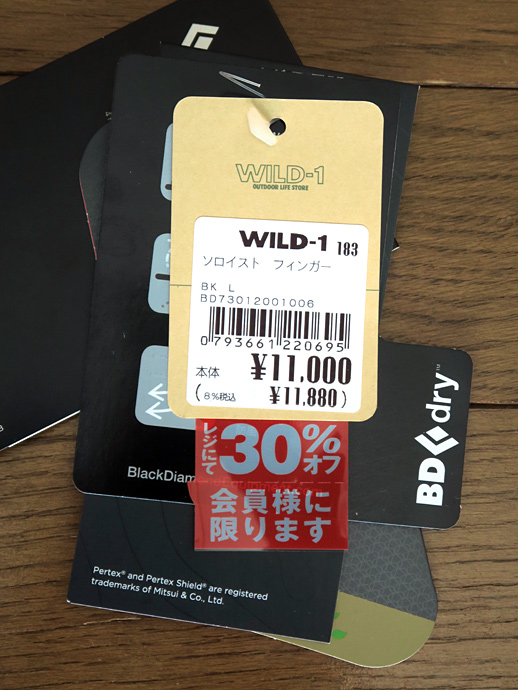 WILD-1
OUTDOOR LIFE STORE
WILD-1 183
ソロイスト フィンガー
BK L
BD73012001006
0 793661 220695
本体 ¥11,000
(8%税込 ¥11,880)
レジにて
30%オフ
会員様に
限ります
BlackDiam
BD dry™
Pertex® and Pertex Shield® are registered
trademarks of Mitsui & Co., Ltd.